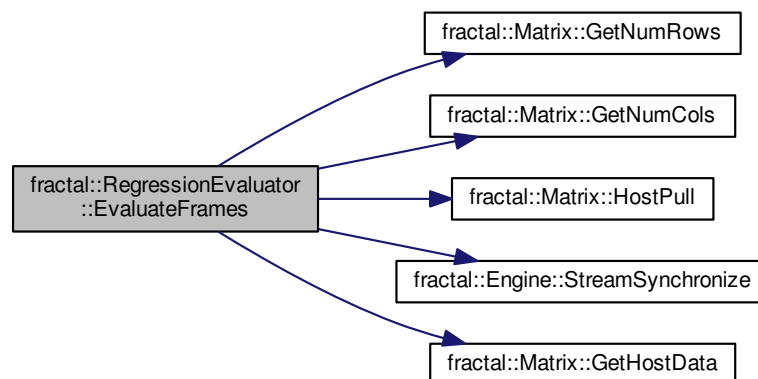 fractal::Matrix::GetNumRows
fractal::Matrix::GetNumCols
fractal::RegressionEvaluator
::EvaluateFrames
fractal::Matrix::HostPull
fractal::Engine::StreamSynchronize
fractal::Matrix::GetHostData